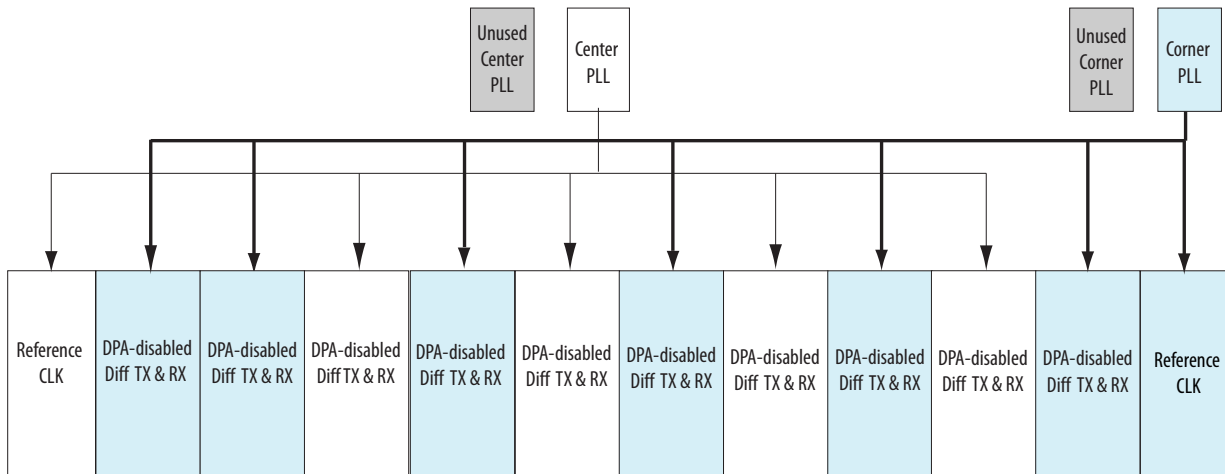 Unused
Center
PLL
Center
PLL
Unused
Corner
PLL
Corner
PLL
Reference
CLK
DPA-disabled
Diff TX & RX
DPA-disabled
Diff TX & RX
DPA-disabled
Diff TX & RX
DPA-disabled
Diff TX & RX
DPA-disabled
Diff TX & RX
DPA-disabled
Diff TX & RX
DPA-disabled
Diff TX & RX
DPA-disabled
Diff TX & RX
DPA-disabled
Diff TX & RX
DPA-disabled
Diff TX & RX
Reference
CLK